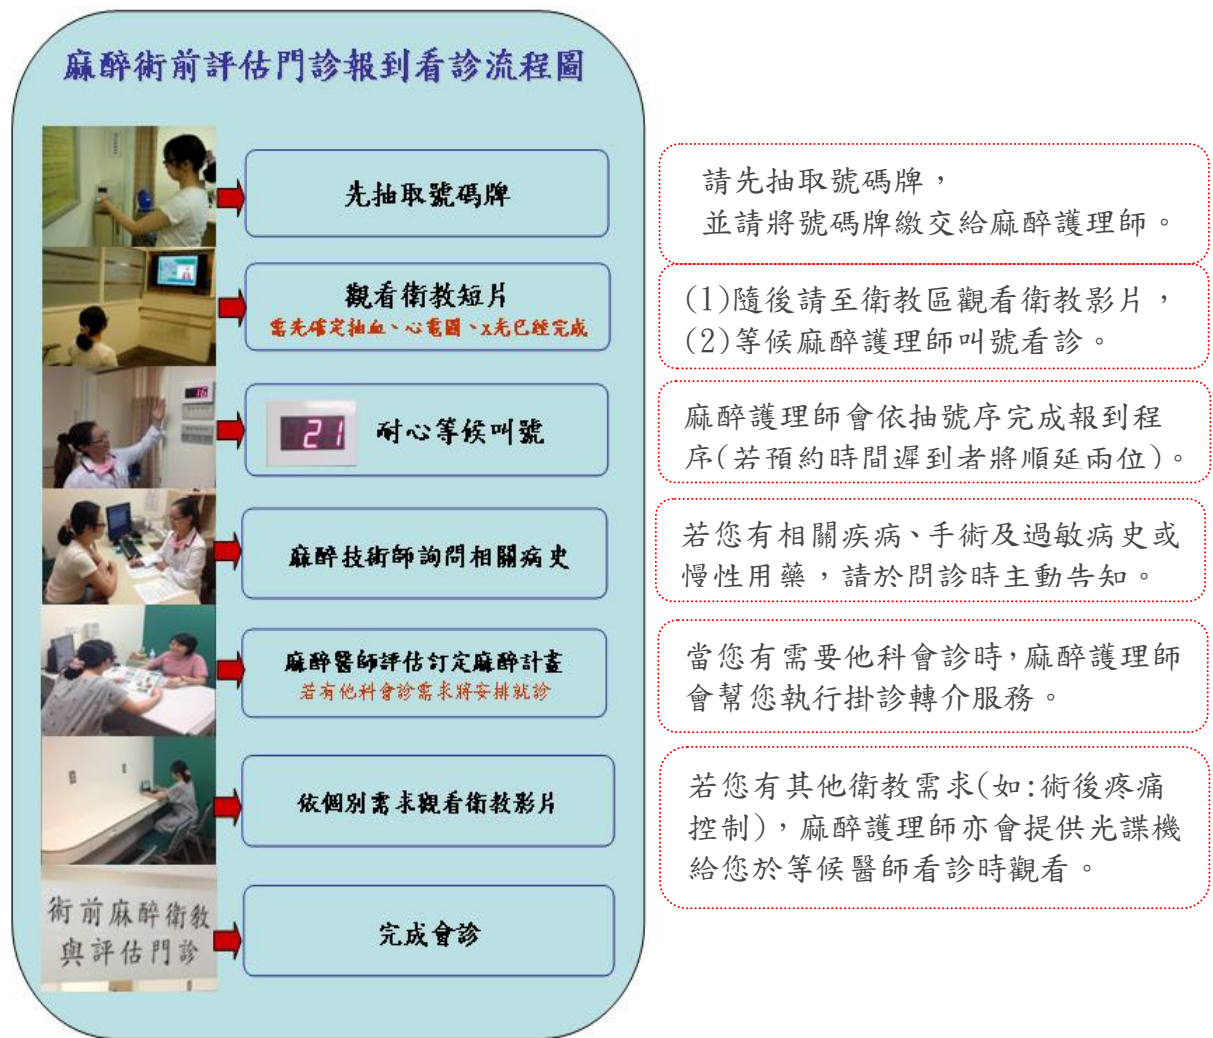 麻醉術前評估門診報到看診流程圖
先抽取號碼牌
請先抽取號碼牌，
並請將號碼牌繳交給麻醉護理師。
觀看衛教短片
需先確定抽血、心電圖、x光已經完成
(1)隨後請至衛教區觀看衛教影片，
(2)等候麻醉護理師叫號看診。
16
21
耐心等候叫號
麻醉護理師會依抽號序完成報到程
序(若預約時間遲到者將順延兩位)。
麻醉技術師詢問相關病史
若您有相關疾病、手術及過敏病史或
慢性用藥，請於問診時主動告知。
麻醉醫師評估訂定麻醉計畫
若有他科會診需求將安排就診
當您有需要他科會診時，麻醉護理師
會幫您執行掛診轉介服務。
依個別需求觀看衛教影片
若您有其他衛教需求(如:術後疼痛
控制)，麻醉護理師亦會提供光諜機
給您於等候醫師看診時觀看。
術前麻醉衛教
與評估門診
完成會診